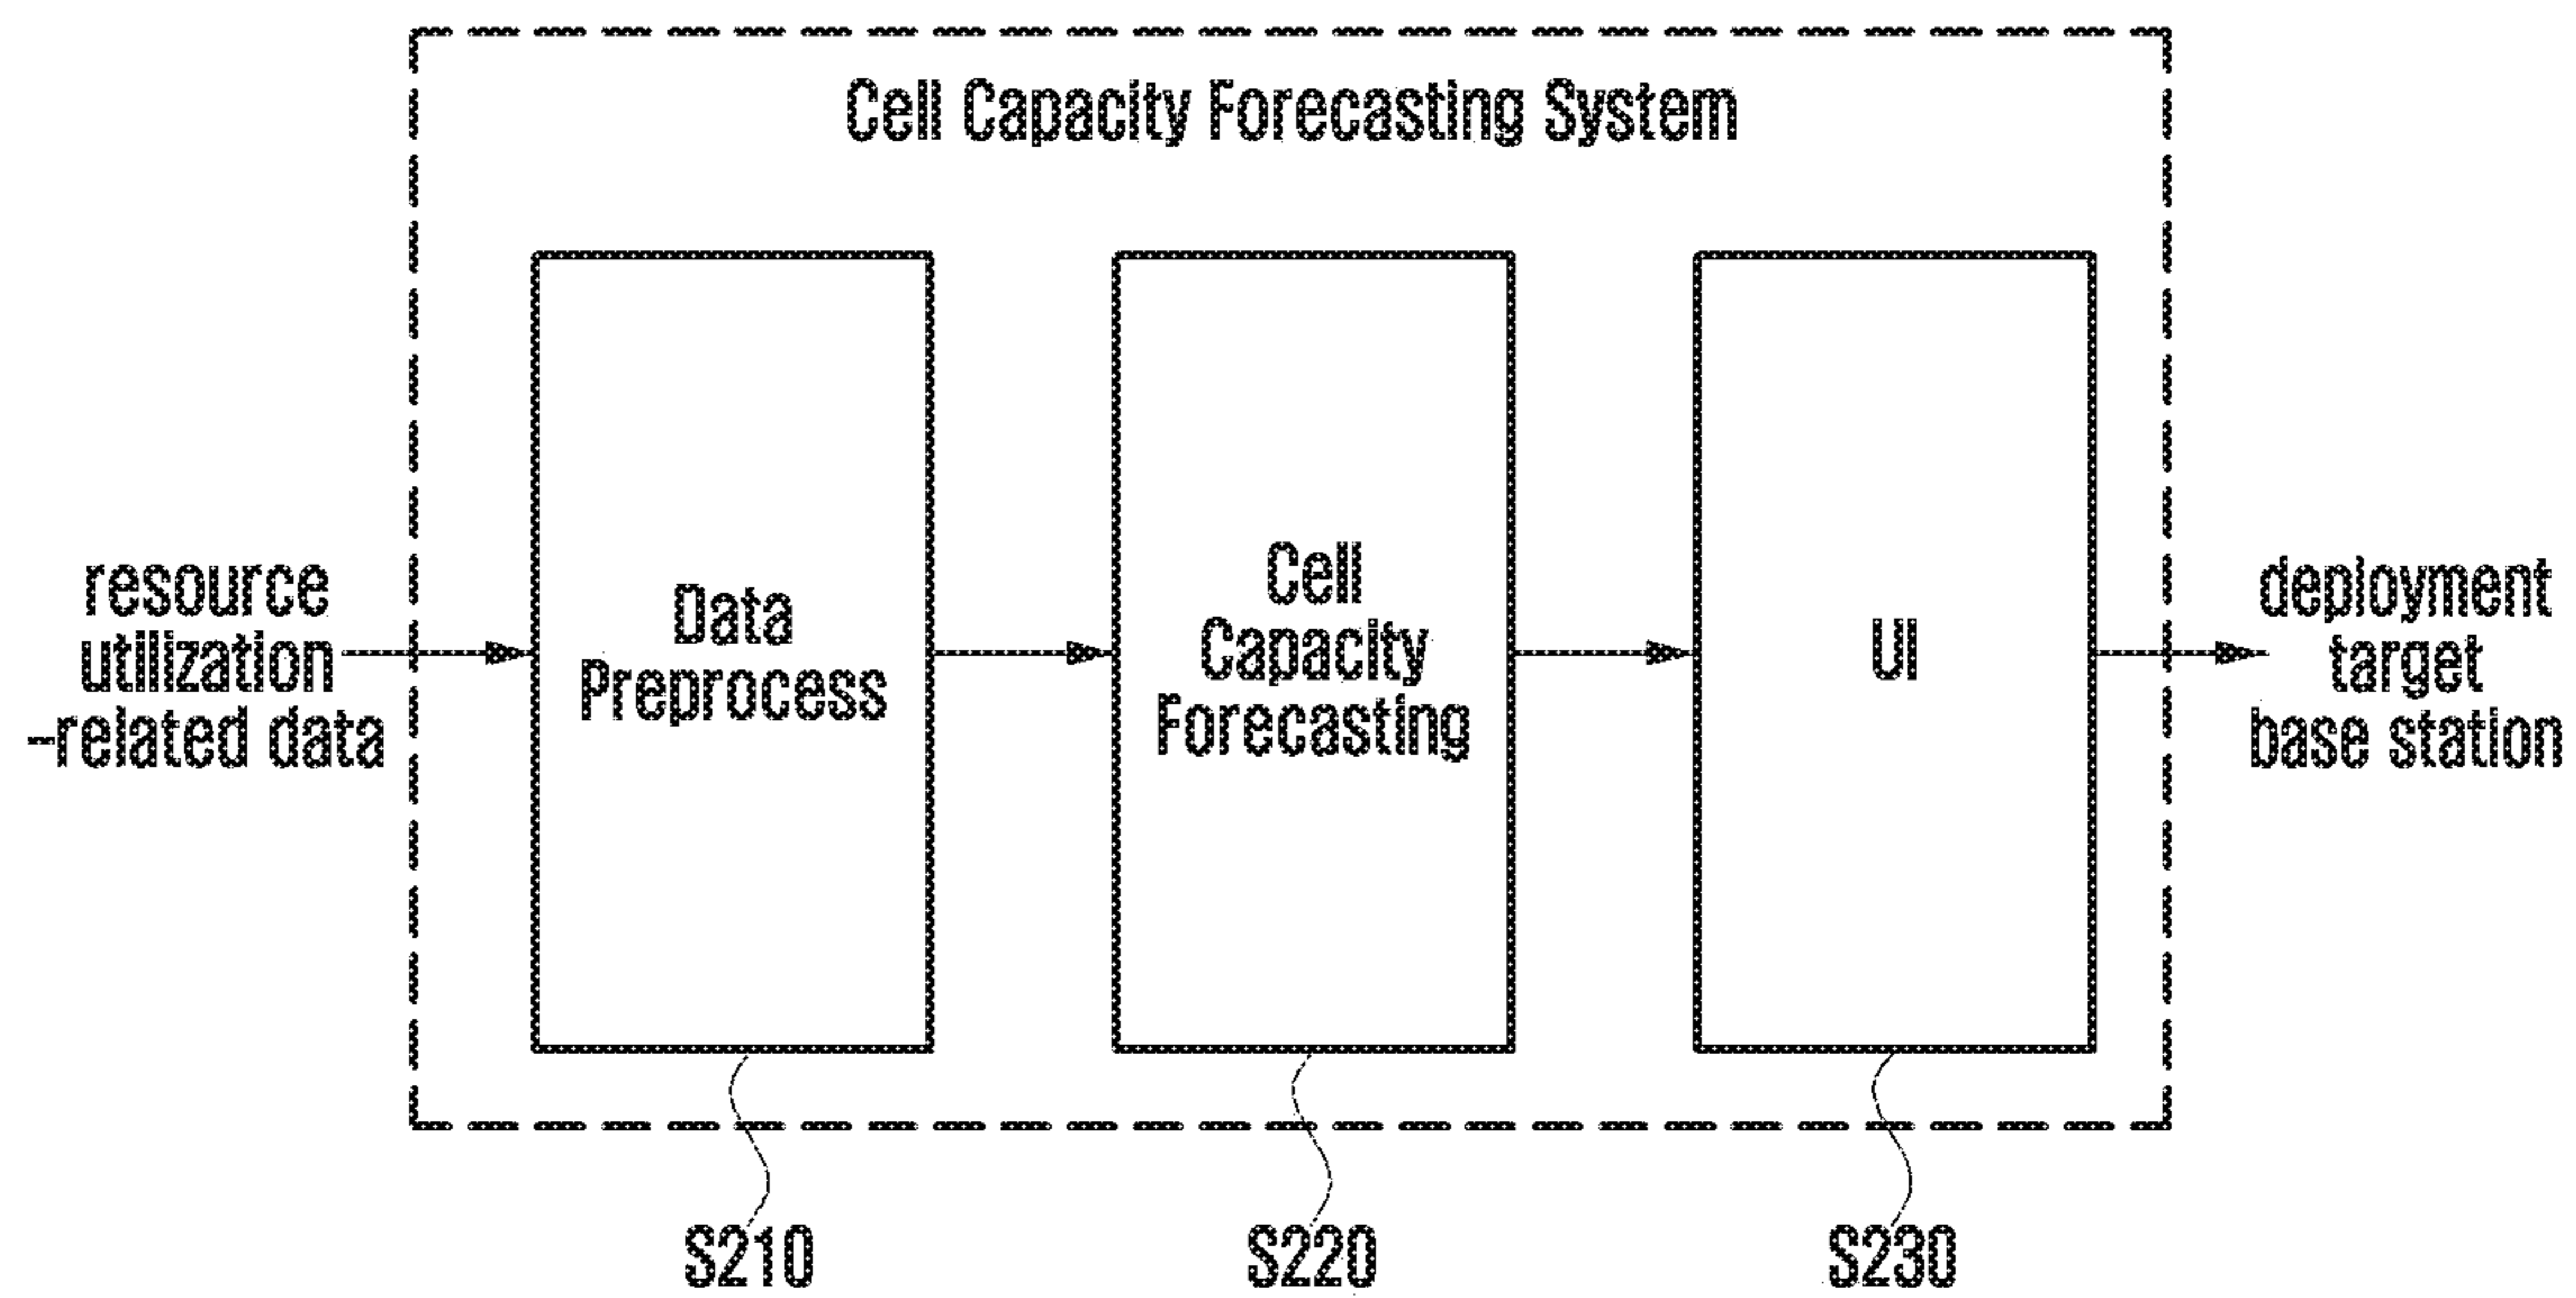 Cell Capacity Forecasting System
resource
utilization
-related data
Data
Preprocess
Cell
Capacity
Forecasting
UI
deployment
target
base station
S210
S220
S230